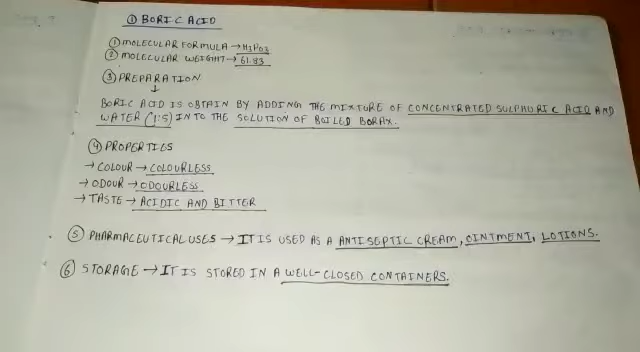 ① BORIC ACID
① MOLECULAR FORMULA → H3PO3
② MOLECULAR WEIGHT → 61.83
③ PREPARATION
↓
BORIC ACID IS OBTAIN BY ADDING THE MIXTURE OF CONCENTRATED SULPHURIC ACID AND
WATER (1:5) INTO THE SOLUTION OF BOILED BORAX.
④ PROPERTIES
→ COLOUR → COLOURLESS
→ ODOUR → ODOURLESS
→ TASTE → ACIDIC AND BITTER
⑤ PHARMACEUTICAL USES → IT IS USED AS A ANTISEPTIC CREAM, OINTMENT, LOTIONS.
⑥ STORAGE → IT IS STORED IN A WELL-CLOSED CONTAINERS.